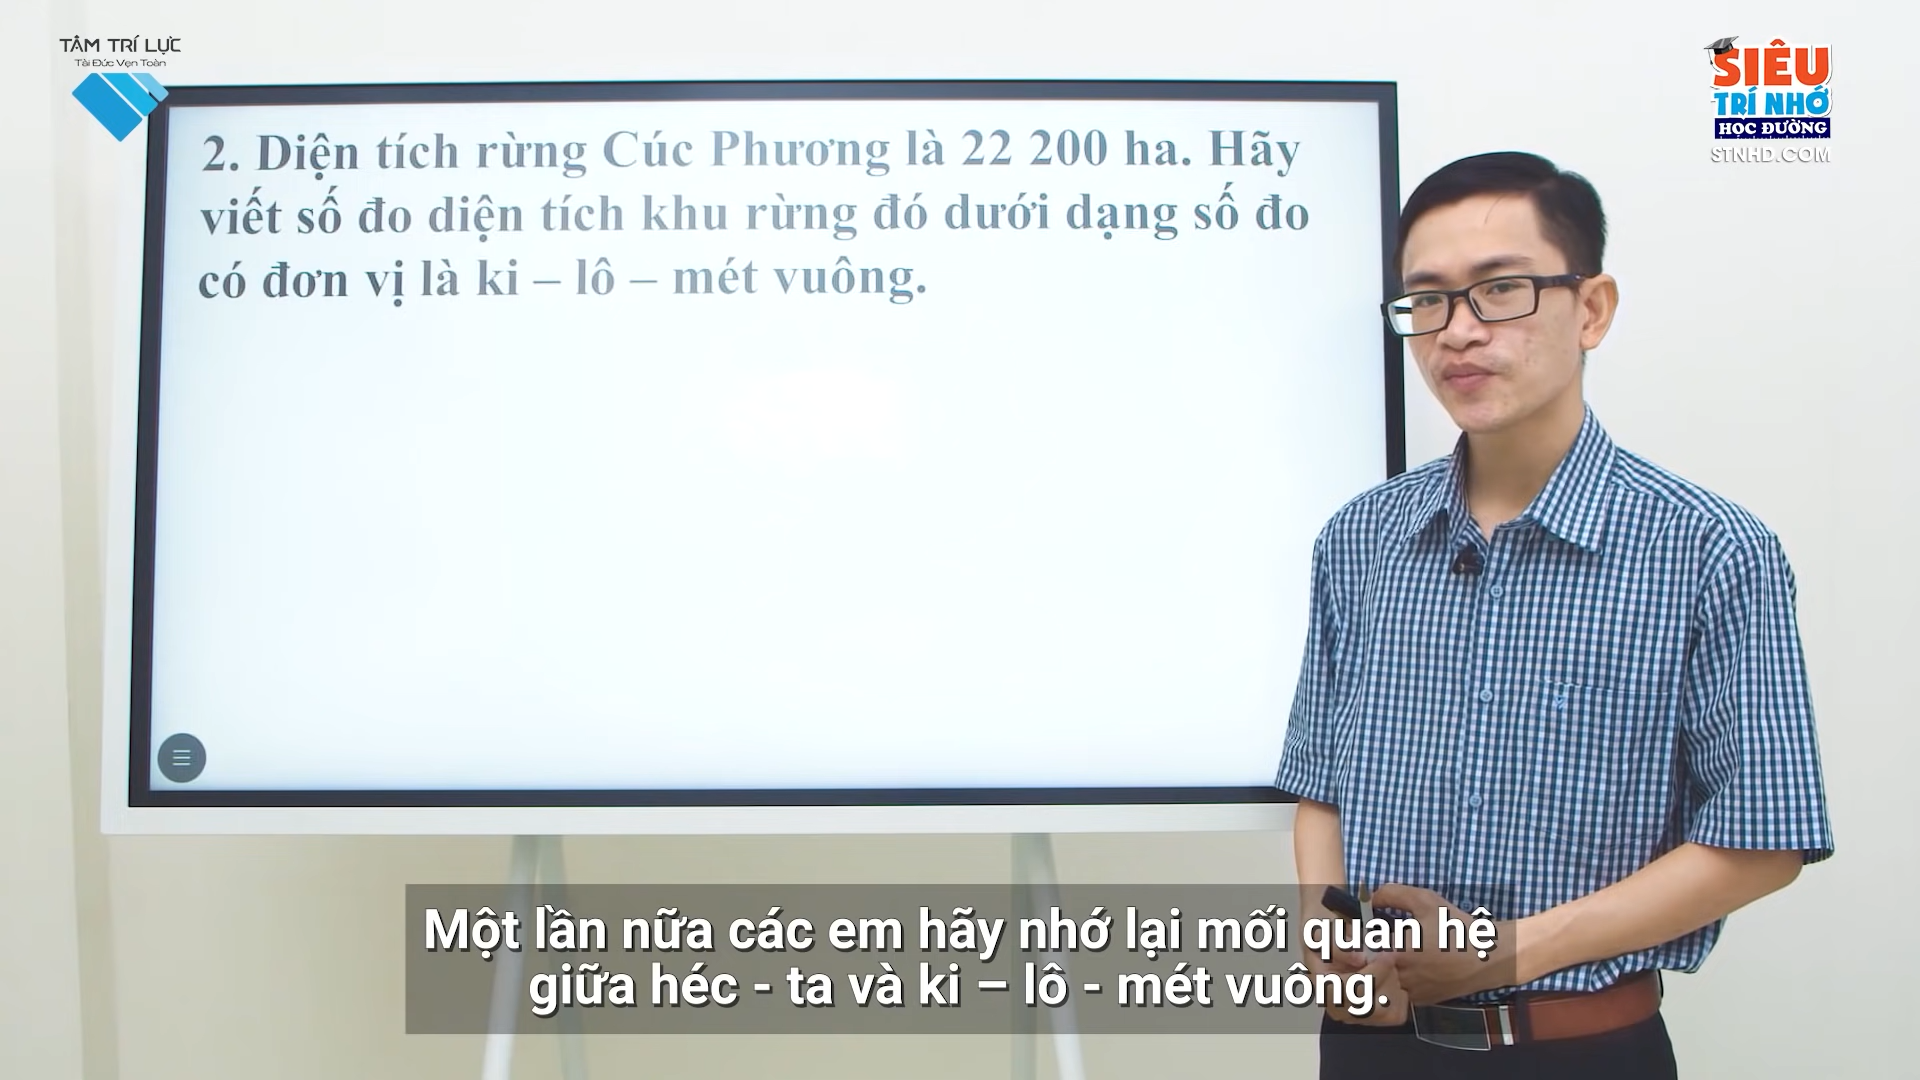 TÂM TRÍ LỰC
Tài Đức Vẹn Toàn
SIÊU
TRÍ NHỚ
HỌC ĐƯỜNG
STNHD.COM
2. Diện tích rừng Cúc Phương là 22 200 ha. Hãy
viết số đo diện tích khu rừng đó dưới dạng số đo
có đơn vị là ki – lô – mét vuông.
Một lần nữa các em hãy nhớ lại mối quan hệ
giữa héc - ta và ki – lô - mét vuông.